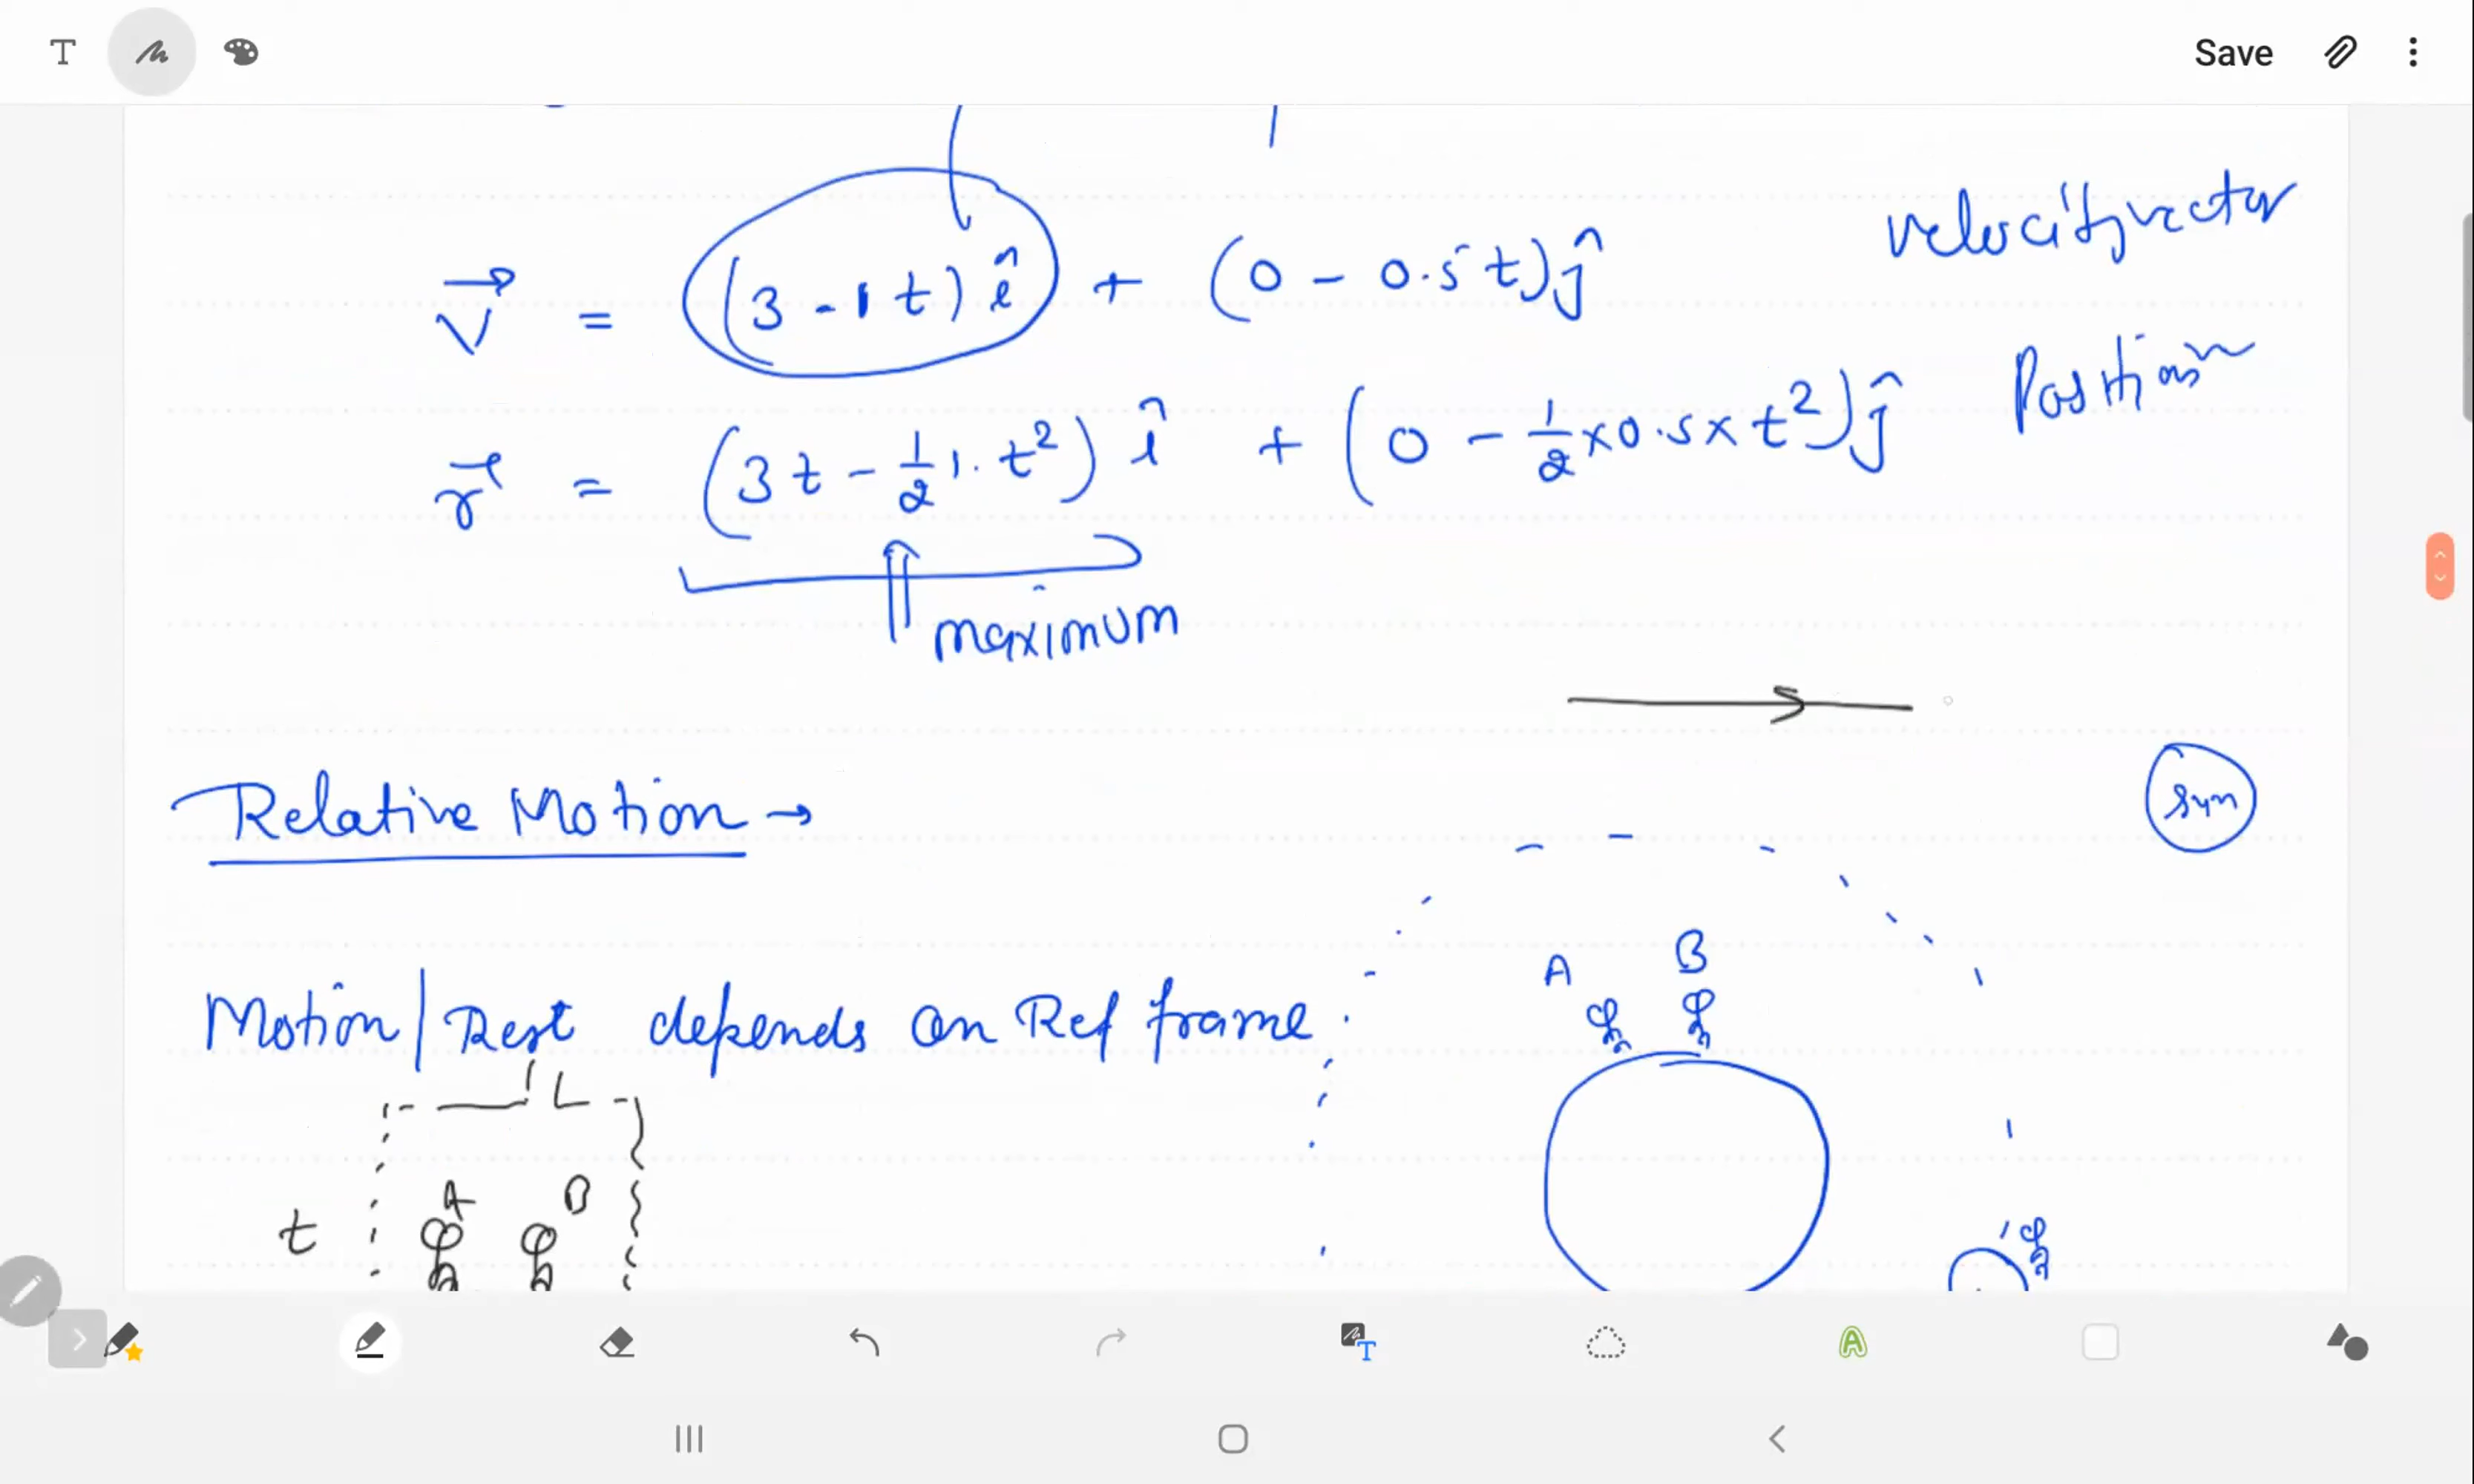 T Save
V = (3 - 1t) î + (0 - 0.5t) ĵ velocity vector
r = (3t - 1/2 1. t²) î + (0 - 1/2 x 0.5 x t²) ĵ Position
maximum
Relative Motion →
sun
Motion/Rest depends on Ref frame.
A B
L
A B
t